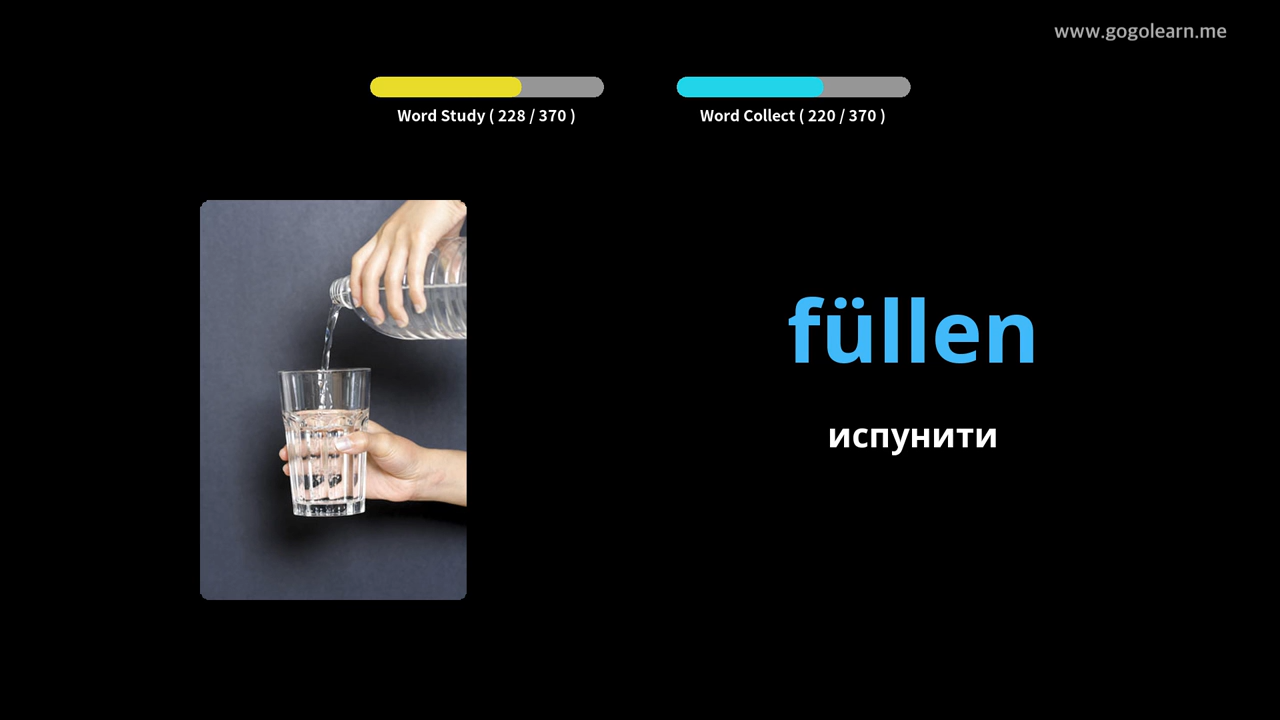 www.gogolearn.me
Word Study ( 228 / 370 )
Word Collect ( 220 / 370 )
füllen
испунити